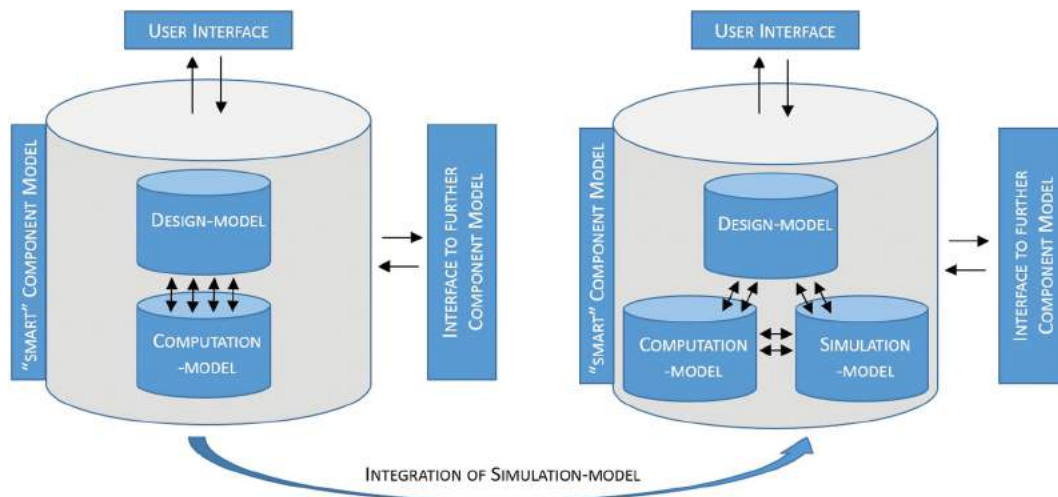 USER INTERFACE
"SMART" COMPONENT MODEL
DESIGN-MODEL
COMPUTATION
-MODEL
INTERFACE TO FURTHER
COMPONENT MODEL
USER INTERFACE
"SMART" COMPONENT MODEL
DESIGN-MODEL
COMPUTATION
-MODEL
SIMULATION
-MODEL
INTERFACE TO FURTHER
COMPONENT MODEL
INTEGRATION OF SIMULATION-MODEL